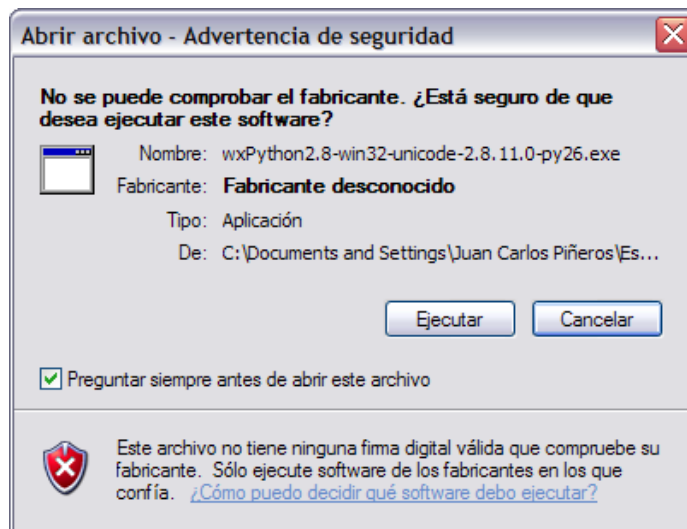 Abrir archivo - Advertencia de seguridad
No se puede comprobar el fabricante. ¿Está seguro de que
desea ejecutar este software?
Nombre: wxPython2.8-win32-unicode-2.8.11.0-py26.exe
Fabricante: Fabricante desconocido
Tipo: Aplicación
De: C:\Documents and Settings\Juan Carlos Piñeros\Es...
Ejecutar Cancelar
Preguntar siempre antes de abrir este archivo
Este archivo no tiene ninguna firma digital válida que compruebe su
fabricante. Sólo ejecute software de los fabricantes en los que
confía. ¿Cómo puedo decidir qué software debo ejecutar?